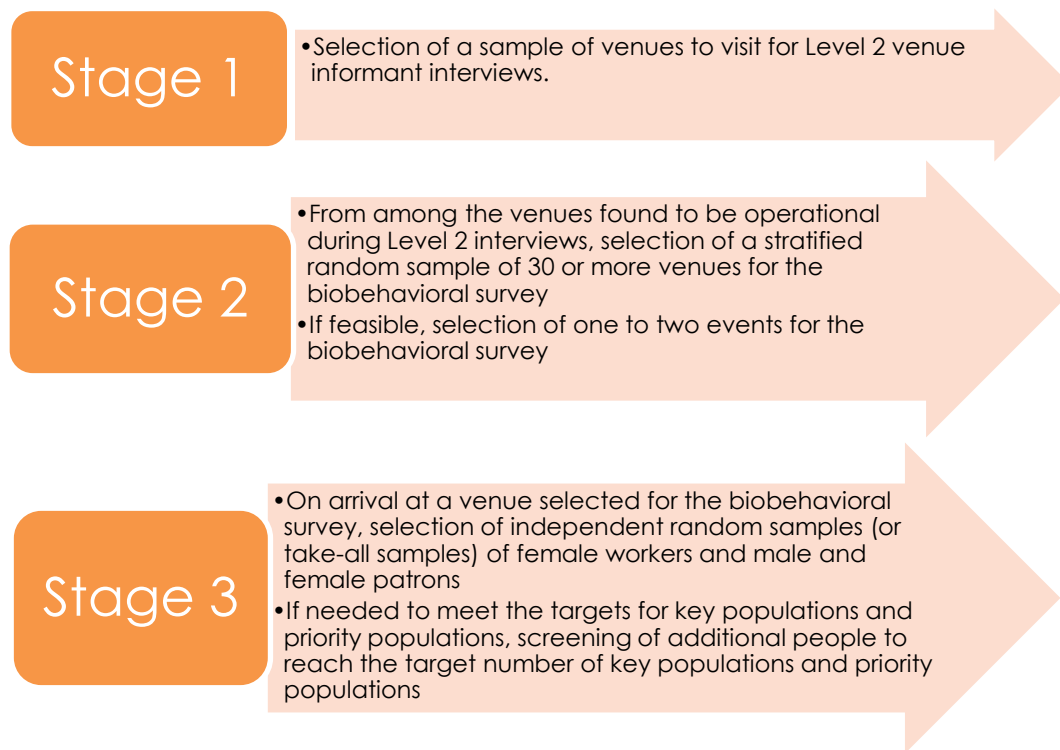 Stage 1
•Selection of a sample of venues to visit for Level 2 venue
informant interviews.
Stage 2
•From among the venues found to be operational
during Level 2 interviews, selection of a stratified
random sample of 30 or more venues for the
biobehavioral survey
•If feasible, selection of one to two events for the
biobehavioral survey
Stage 3
•On arrival at a venue selected for the biobehavioral
survey, selection of independent random samples (or
take-all samples) of female workers and male and
female patrons
•If needed to meet the targets for key populations and
priority populations, screening of additional people to
reach the target number of key populations and priority
populations